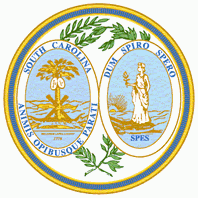 SOUTH CAROLINA
ANIMIS OPIBUSQUE PARATI
DUM SPIRO SPERO
SPES